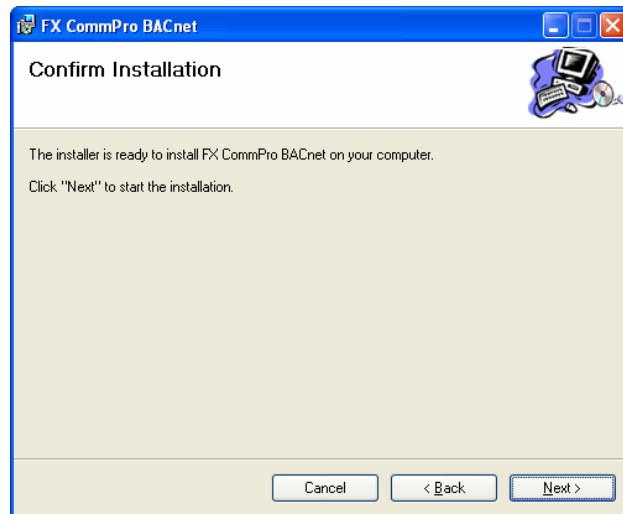 FX CommPro BACnet
Confirm Installation
The installer is ready to install FX CommPro BACnet on your computer.
Click "Next" to start the installation.
Cancel
< Back
Next >